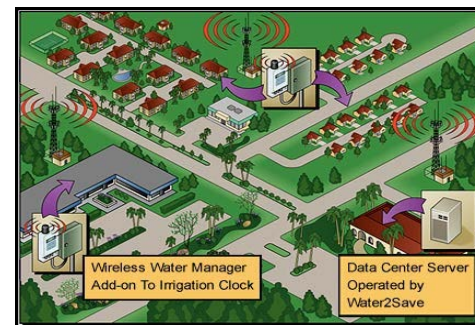 Wireless Water Manager
Add-on To Irrigation Clock
Data Center Server
Operated by
Water2Save